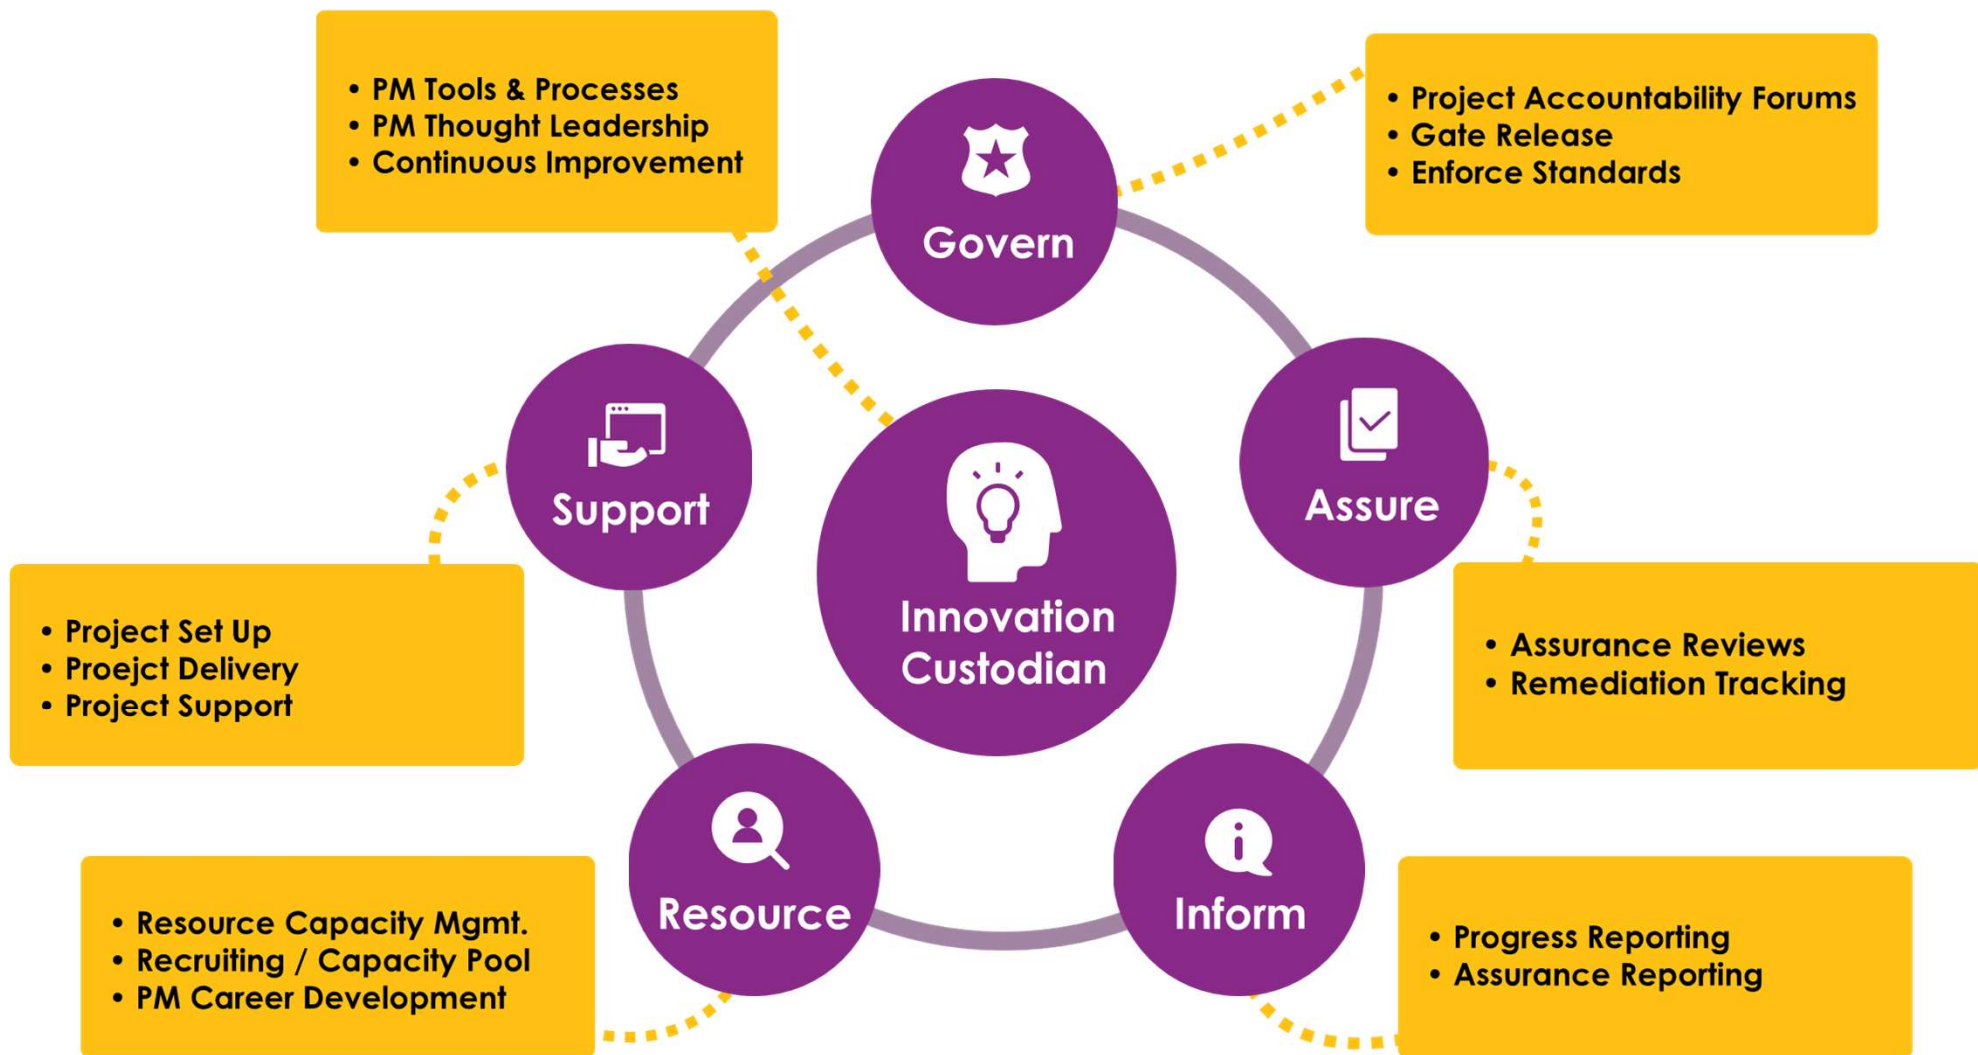 • PM Tools & Processes
• PM Thought Leadership
• Continuous Improvement
• Project Accountability Forums
• Gate Release
• Enforce Standards
Govern
Support
Assure
Innovation
Custodian
• Project Set Up
• Proejct Delivery
• Project Support
• Assurance Reviews
• Remediation Tracking
Resource
Inform
• Resource Capacity Mgmt.
• Recruiting / Capacity Pool
• PM Career Development
• Progress Reporting
• Assurance Reporting